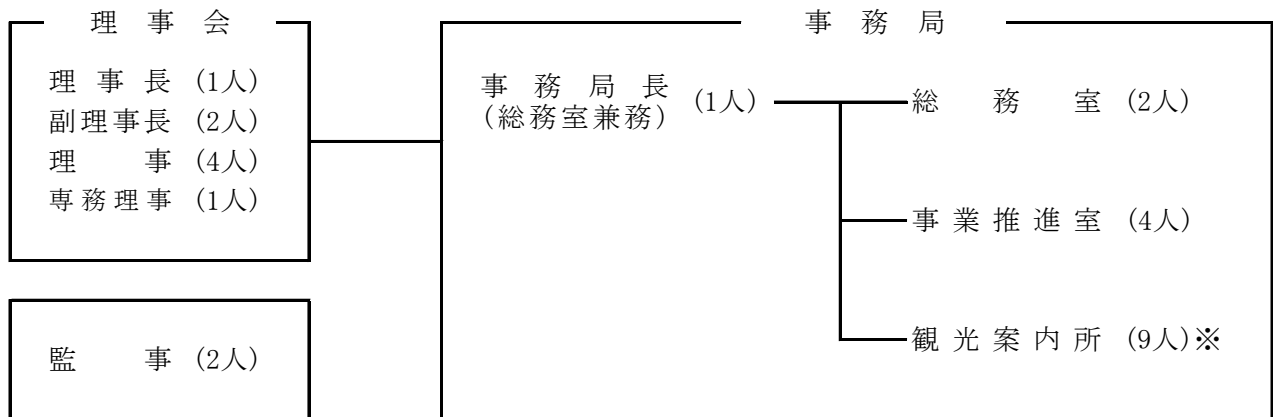 理事会
理事長 (1人)
副理事長 (2人)
理事 (4人)
専務理事 (1人)
監事 (2人)
事務局
事務局長 (1人)
(総務室兼務)
総務室 (2人)
事業推進室 (4人)
観光案内所 (9人)※